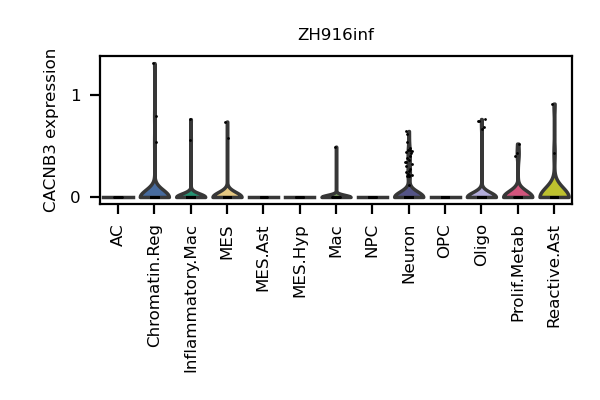 ZH916inf
CACNB3 expression
1
0
AC
Chromatin.Reg
Inflammatory.Mac
MES
MES.Ast
MES.Hyp
Mac
NPC
Neuron
OPC
Oligo
Prolif.Metab
Reactive.Ast